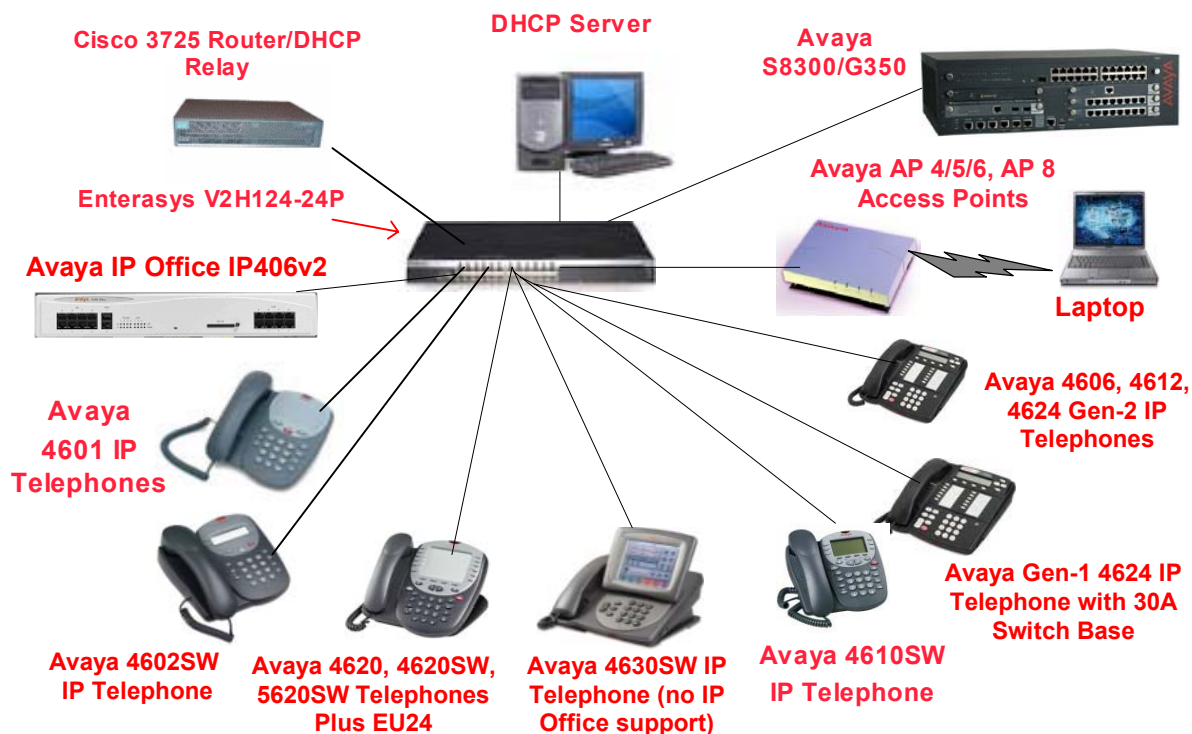 DHCP Server
Cisco 3725 Router/DHCP
Relay
Avaya
S8300/G350
AVAYA
Enterasys V2H124-24P
Avaya AP 4/5/6, AP 8
Access Points
Avaya IP Office IP406v2
Laptop
Avaya
4601 IP
Telephones
Avaya 4606, 4612,
4624 Gen-2 IP
Telephones
Avaya Gen-1 4624 IP
Telephone with 30A
Switch Base
Avaya 4602SW
IP Telephone
Avaya 4620, 4620SW,
5620SW Telephones
Plus EU24
Avaya 4630SW IP
Telephone (no IP
Office support)
Avaya 4610SW
IP Telephone